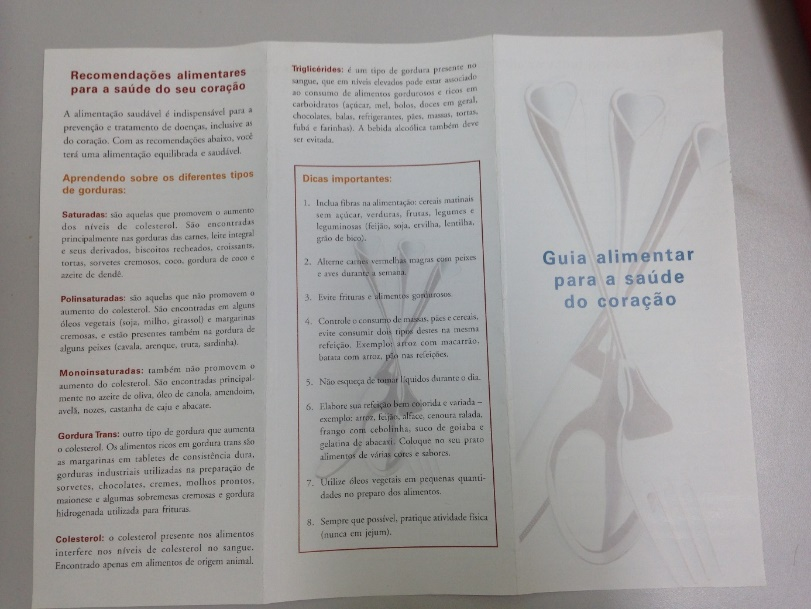 Recomendações alimentares
para a saúde do seu coração
A alimentação saudável é indispensável para a
prevenção e tratamento de doenças, inclusive as
do coração. Com as recomendações abaixo, você
terá uma alimentação equilibrada e saudável.
Aprendendo sobre os diferentes tipos
de gorduras:
Saturadas: são aquelas que promovem o aumento
dos níveis de colesterol. São encontradas
principalmente nas gorduras das carnes, leite integral
e seus derivados, biscoitos recheados, croissants,
tortas, sorvetes cremosos, coco, gordura de coco e
azeite de dendê.
Polinsaturadas: são aquelas que não promovem o
aumento do colesterol. São encontradas em alguns
óleos vegetais (soja, milho, girassol) e margarinas
cremosas, e estão presentes também na gordura de
alguns peixes (cavala, arenque, truta, sardinha).
Monoinsaturadas: também não promovem o
aumento do colesterol. São encontradas principal-
mente no azeite de oliva, óleo de canola, amendoim,
avelã, nozes, castanha de caju e abacate.
Gordura Trans: outro tipo de gordura que aumenta
o colesterol. Os alimentos ricos em gordura trans são
as margarinas em tabletes de consistência dura,
gorduras industriais utilizadas na preparação de
sorvetes, chocolates, cremes, molhos prontos,
maionese e algumas sobremesas cremosas e gordura
hidrogenada utilizada para frituras.
Colesterol: o colesterol presente nos alimentos
interfere nos níveis de colesterol no sangue.
Encontrado apenas em alimentos de origem animal.
Triglicérides: é um tipo de gordura presente no
sangue, que em níveis elevados pode estar associado
ao consumo de alimentos gordurosos e ricos em
carboidratos (açúcar, mel, bolos, doces em geral,
chocolates, balas, refrigerantes, pães, massas, tortas,
fubá e farinhas). A bebida alcoólica também deve
ser evitada.
Dicas importantes:
1. Inclua fibras na alimentação: cereais matinais
sem açúcar, verduras, frutas, legumes e
leguminosas (feijão, soja, ervilha, lentilha,
grão de bico).
2. Alterne carnes vermelhas magras com peixes
e aves durante a semana.
3. Evite frituras e alimentos gordurosos.
4. Controle o consumo de massas, pães e cereais,
evite consumir dois tipos destes na mesma
refeição. Exemplo: arroz com macarrão,
batata com arroz, pão nas refeições.
5. Não esqueça de tomar líquidos durante o dia.
6. Elabore sua refeição bem colorida e variada –
exemplo: arroz, feijão, alface, cenoura ralada,
frango com cebolinha, suco de goiaba e
gelatina de abacaxi. Coloque no seu prato
alimentos de várias cores e sabores.
7. Utilize óleos vegetais em pequenas quanti-
dades no preparo dos alimentos.
8. Sempre que possível, pratique atividade física
(nunca em jejum).
Guia alimentar
para a saúde
do coração